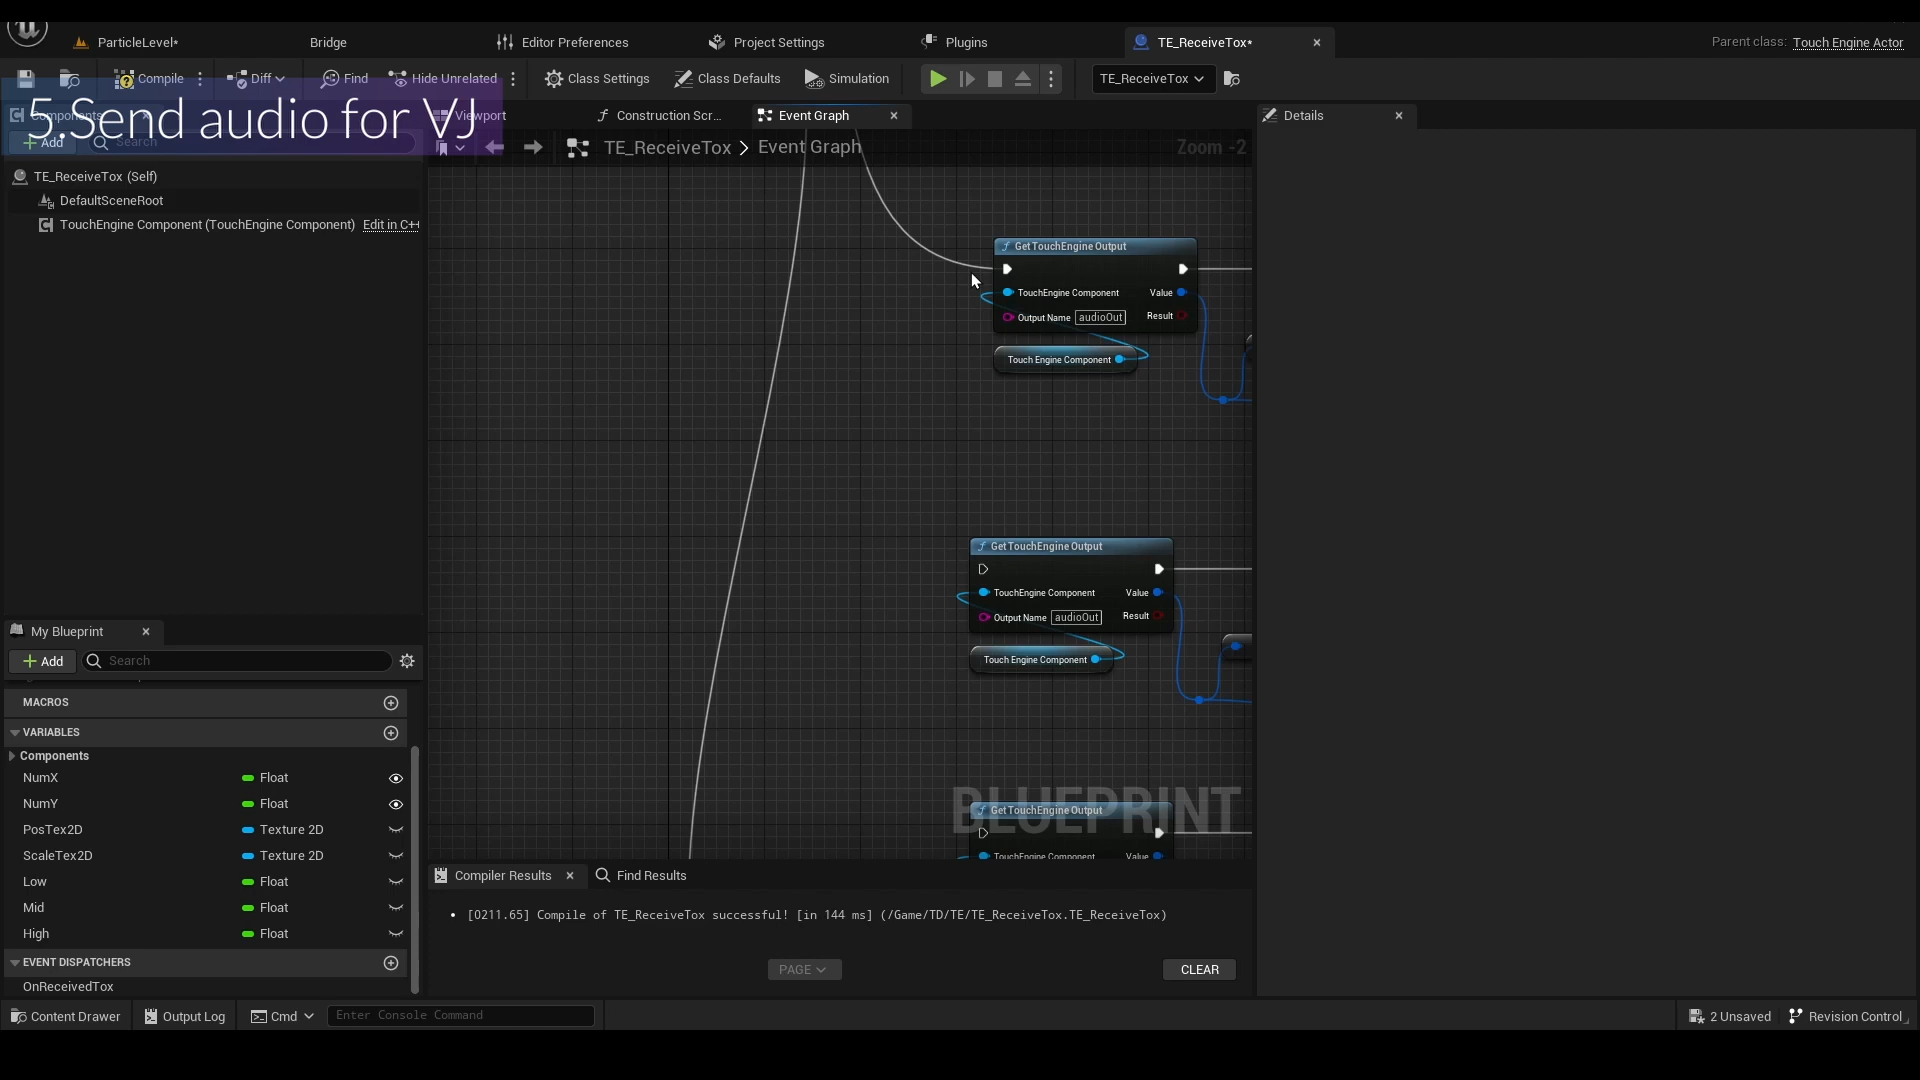 ParticleLevel*
Bridge
Editor Preferences
Project Settings
Plugins
TE_ReceiveTox*
Parent class: Touch Engine Actor
Compile
Diff
Find
Hide Unrelated
Class Settings
Class Defaults
Simulation
TE_ReceiveTox
5.Send audio for VJ
Components
Viewport
Construction Scr...
Event Graph
Details
Add
Search
TE_ReceiveTox > Event Graph
Zoom -2
TE_ReceiveTox (Self)
DefaultSceneRoot
TouchEngine Component (TouchEngine Component) Edit in C++
Get TouchEngine Output
TouchEngine Component Value
Output Name audioOut Result
Touch Engine Component
Get TouchEngine Output
TouchEngine Component Value
Output Name audioOut Result
Touch Engine Component
BLUEPRINT
Get TouchEngine Output
TouchEngine Component Value
My Blueprint
Add
Search
MACROS
VARIABLES
Components
NumX Float
NumY Float
PosTex2D Texture 2D
ScaleTex2D Texture 2D
Low Float
Mid Float
High Float
EVENT DISPATCHERS
OnReceivedTox
Compiler Results
Find Results
• [0211.65] Compile of TE_ReceiveTox successful! [in 144 ms] (/Game/TD/TE/TE_ReceiveTox.TE_ReceiveTox)
PAGE
CLEAR
Content Drawer
Output Log
Cmd
Enter Console Command
2 Unsaved
Revision Control